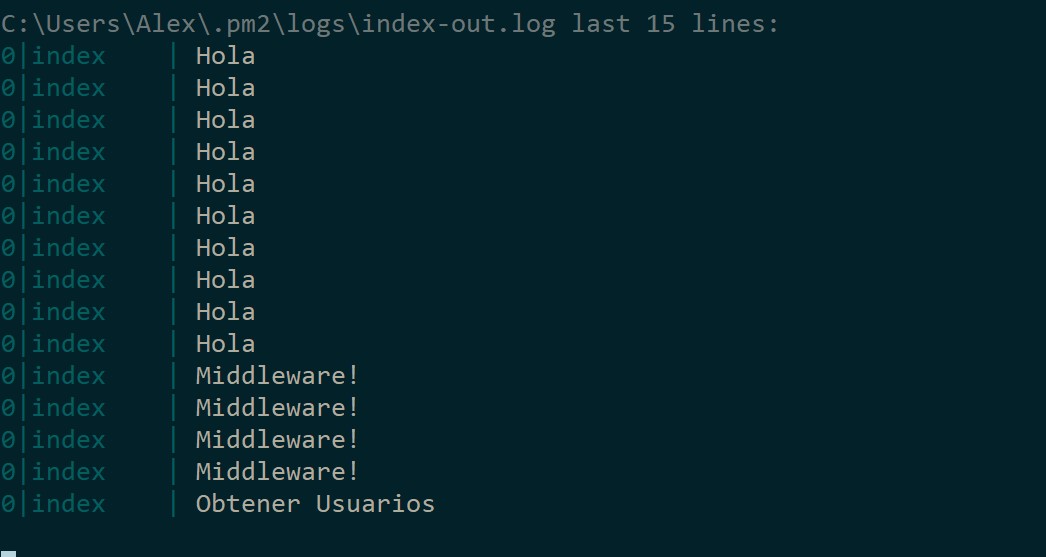 C:\Users\Alex\.pm2\logs\index-out.log last 15 lines:
0|index    | Hola
0|index    | Hola
0|index    | Hola
0|index    | Hola
0|index    | Hola
0|index    | Hola
0|index    | Hola
0|index    | Hola
0|index    | Hola
0|index    | Hola
0|index    | Middleware!
0|index    | Middleware!
0|index    | Middleware!
0|index    | Middleware!
0|index    | Obtener Usuarios